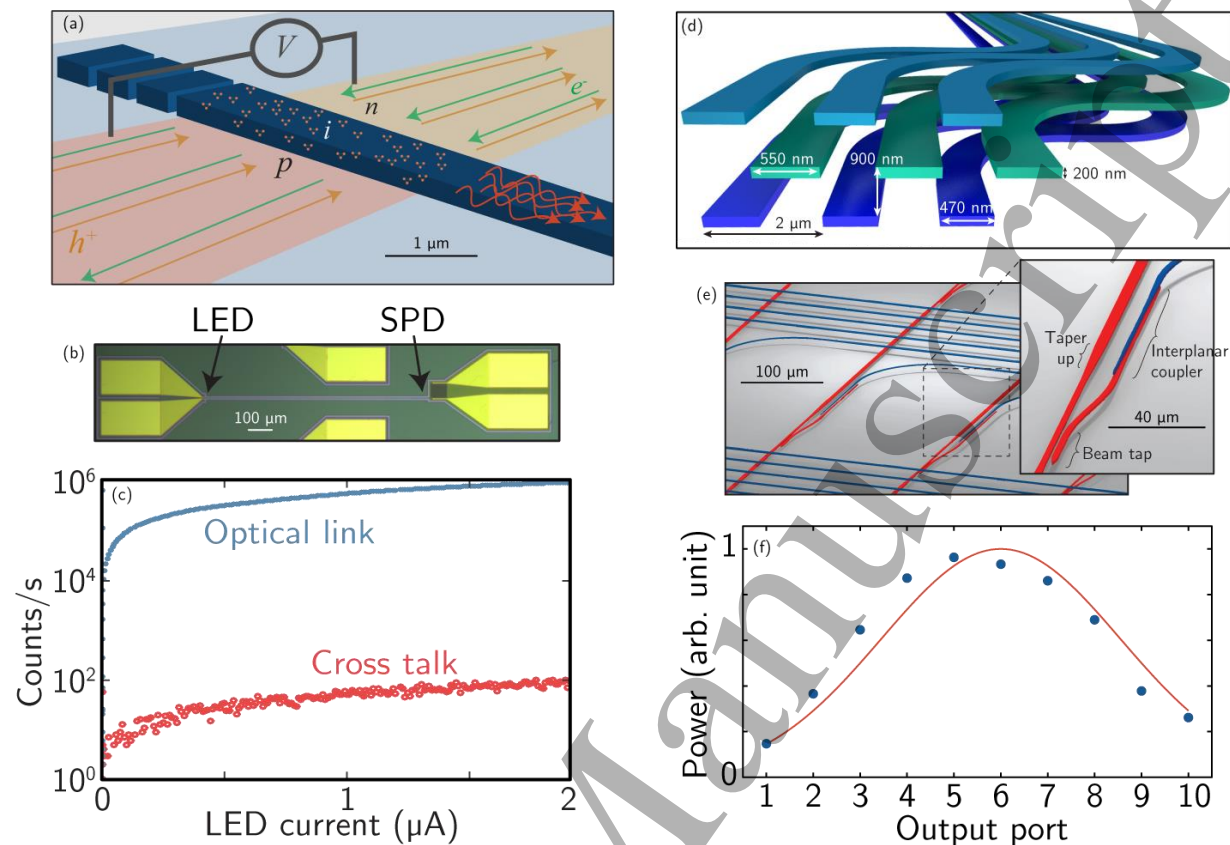 (a)
V
n
e⁻
i
p
h⁺
1 µm
LED
SPD
(b)
100 µm
(c)
10⁶
10⁴
10²
10⁰
Counts/s
Optical link
Cross talk
0
1
2
LED current (µA)
(d)
550 nm
900 nm
200 nm
470 nm
2 µm
(e)
100 µm
Taper
up
Interplanar
coupler
40 µm
Beam tap
(f)
1
0
Power (arb. unit)
1 2 3 4 5 6 7 8 9 10
Output port
Manuscript